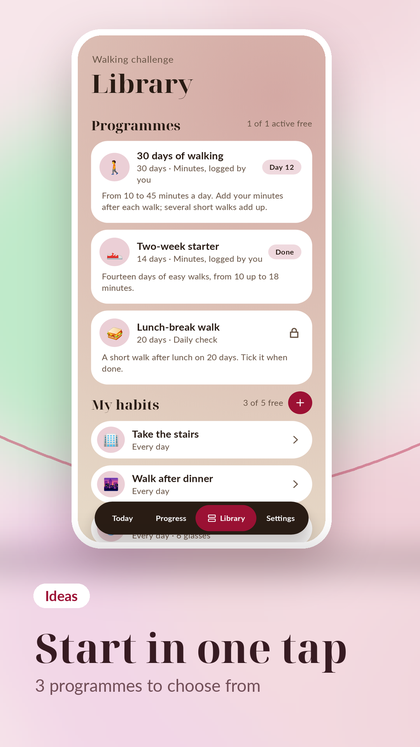 Walking challenge
Library
Programmes
1 of 1 active free
30 days of walking
30 days · Minutes, logged by
you
Day 12
From 10 to 45 minutes a day. Add your minutes
after each walk; several short walks add up.
Two-week starter
14 days · Minutes, logged by you
Done
Fourteen days of easy walks, from 10 up to 18
minutes.
Lunch-break walk
20 days · Daily check
A short walk after lunch on 20 days. Tick it when
done.
My habits
3 of 5 free
Take the stairs
Every day
Walk after dinner
Every day
Every day · 6 glasses
Today
Progress
Library
Settings
Ideas
Start in one tap
3 programmes to choose from